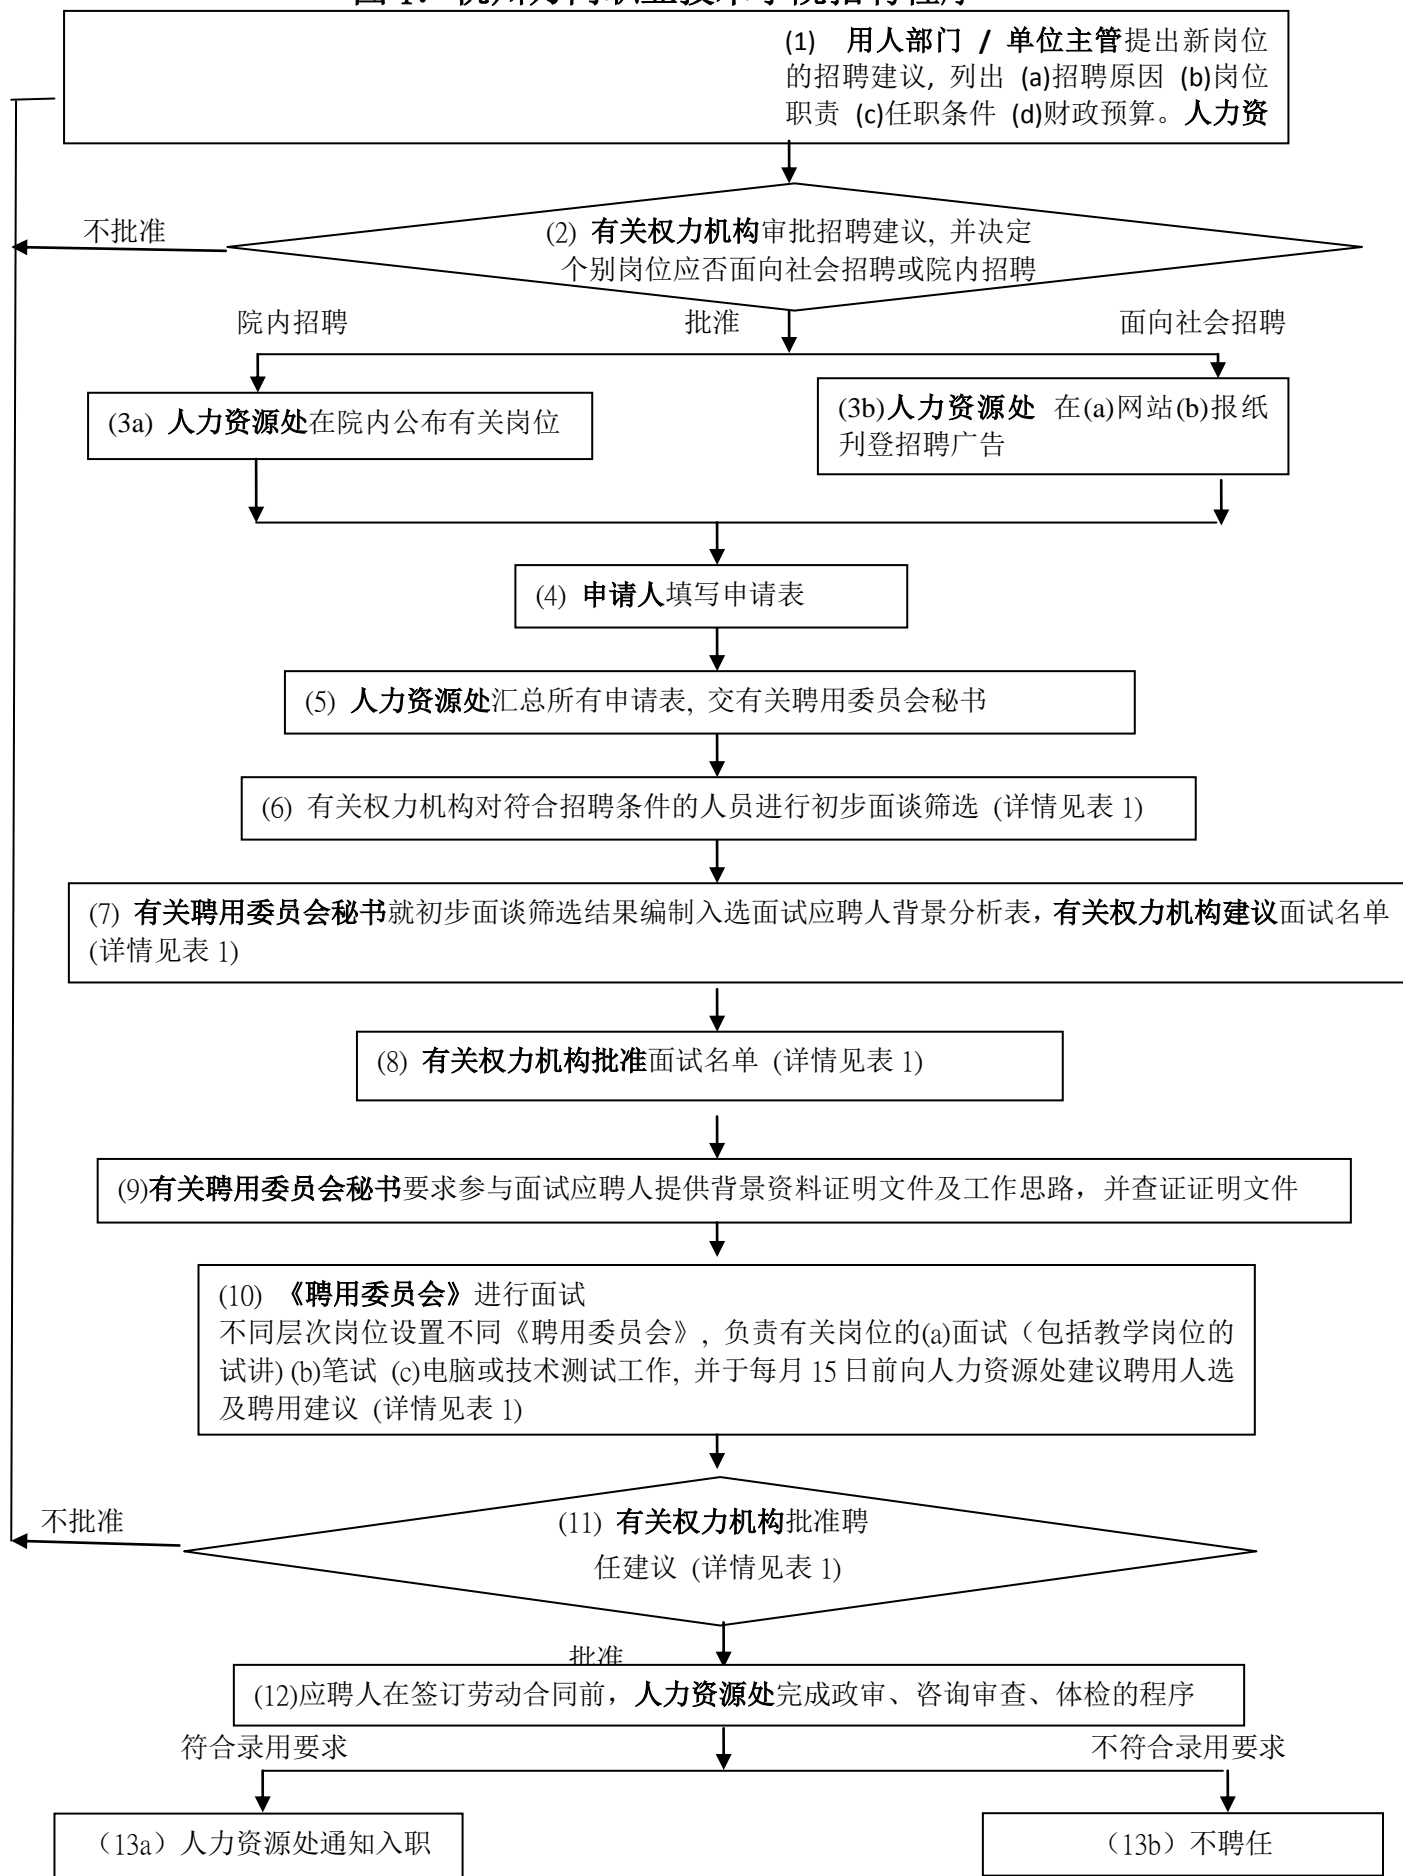 (1) 用人部门 / 单位主管提出新岗位
的招聘建议, 列出 (a)招聘原因 (b)岗位
职责 (c)任职条件 (d)财政预算。人力资
不批准
(2) 有关权力机构审批招聘建议, 并决定
个别岗位应否面向社会招聘或院内招聘
院内招聘
批准
面向社会招聘
(3a) 人力资源处在院内公布有关岗位
(3b)人力资源处 在(a)网站(b)报纸
刊登招聘广告
(4) 申请人填写申请表
(5) 人力资源处汇总所有申请表, 交有关聘用委员会秘书
(6) 有关权力机构对符合招聘条件的人员进行初步面谈筛选 (详情见表 1)
(7) 有关聘用委员会秘书就初步面谈筛选结果编制入选面试应聘人背景分析表，有关权力机构建议面试名单
(详情见表 1)
(8) 有关权力机构批准面试名单 (详情见表 1)
(9)有关聘用委员会秘书要求参与面试应聘人提供背景资料证明文件及工作思路，并查证证明文件
(10) 《聘用委员会》进行面试
不同层次岗位设置不同《聘用委员会》, 负责有关岗位的(a)面试（包括教学岗位的
试讲) (b)笔试 (c)电脑或技术测试工作, 并于每月 15 日前向人力资源处建议聘用人选
及聘用建议 (详情见表 1)
不批准
(11) 有关权力机构批准聘
任建议 (详情见表 1)
批准
(12)应聘人在签订劳动合同前，人力资源处完成政审、咨询审查、体检的程序
符合录用要求
不符合录用要求
（13a）人力资源处通知入职
（13b）不聘任